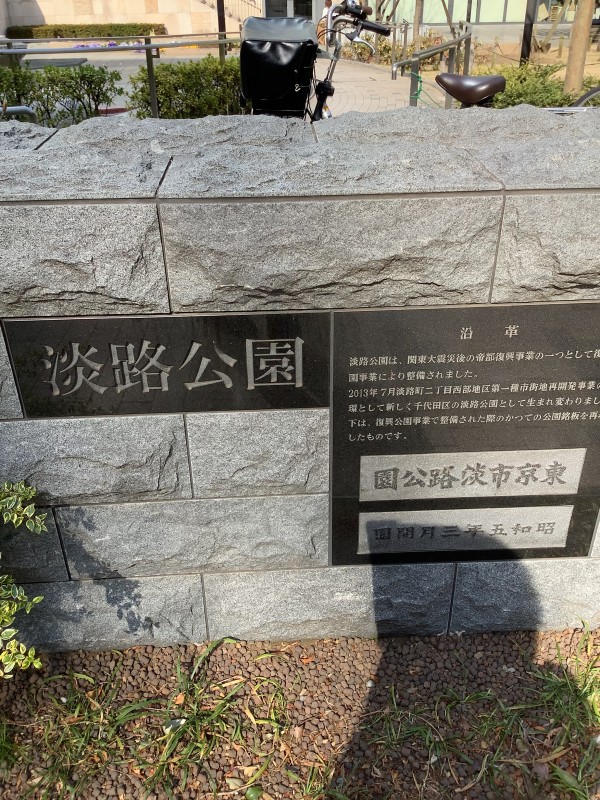 淡路公園
沿革
淡路公園は、関東大震災後の帝都復興事業の一つとして復
園事業により整備されました。
2013年7月淡路町二丁目西部地区第一種市街地再開発事業の
環として新しく千代田区の淡路公園として生まれ変わりまし
下は、復興公園事業で整備された際のかつての公園銘板を再
したものです。
園公路淡市京東
園開月三年五和昭